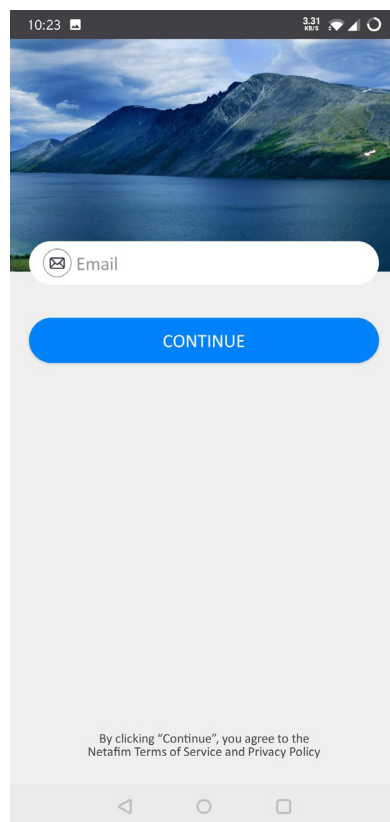 10:23
3.31
KB/S
Email
CONTINUE
By clicking “Continue”, you agree to the
Netafim Terms of Service and Privacy Policy